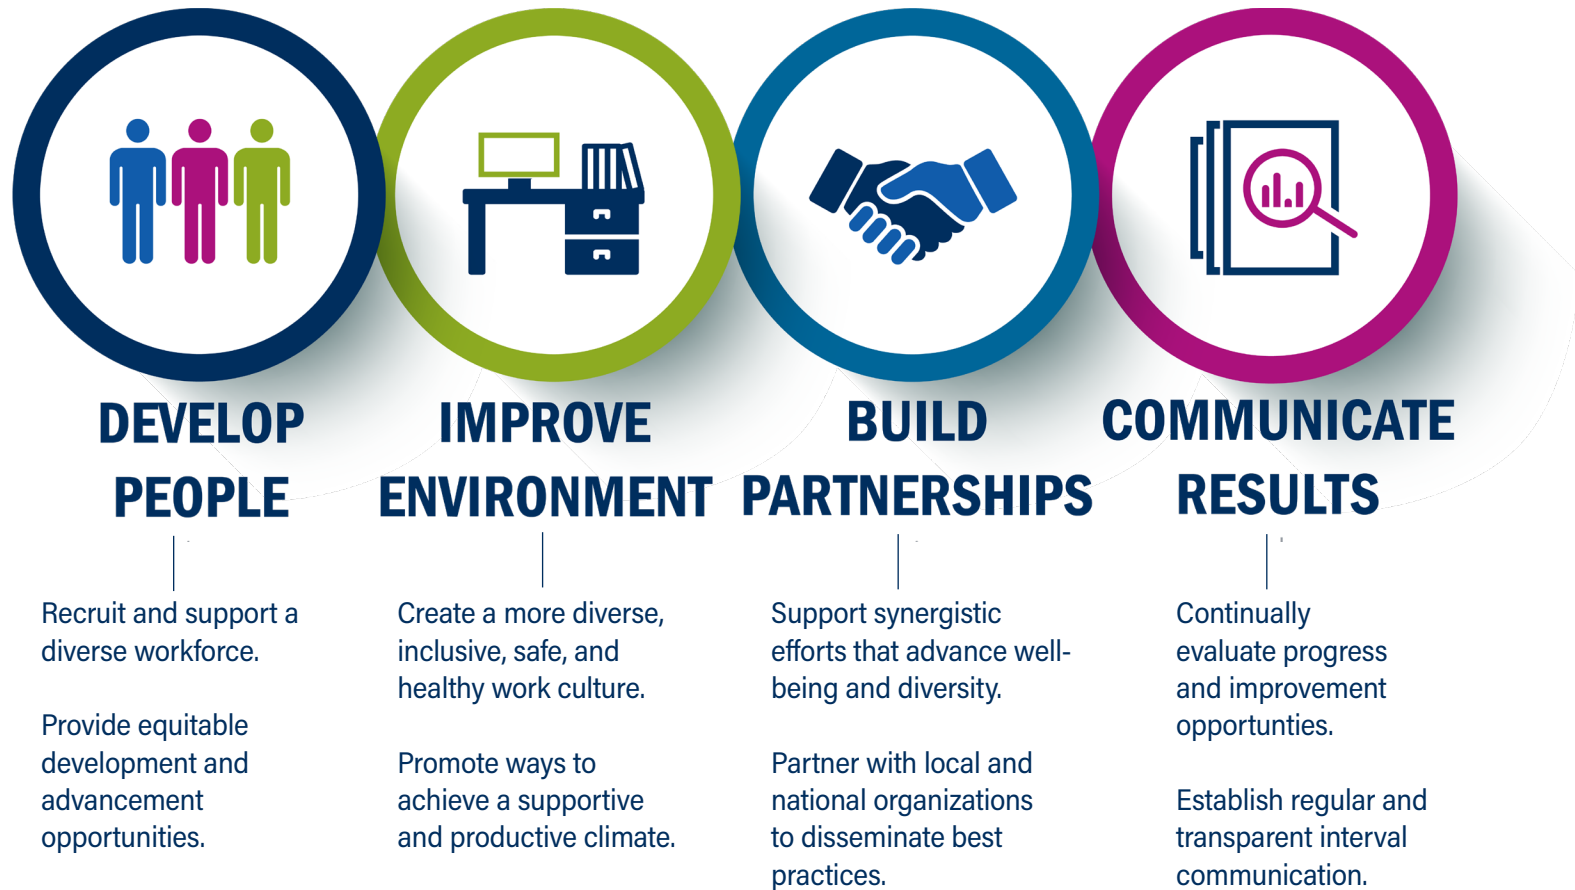 DEVELOP
PEOPLE
Recruit and support a
diverse workforce.
Provide equitable
development and
advancement
opportunities.
IMPROVE
ENVIRONMENT
Create a more diverse,
inclusive, safe, and
healthy work culture.
Promote ways to
achieve a supportive
and productive climate.
BUILD
PARTNERSHIPS
Support synergistic
efforts that advance well-
being and diversity.
Partner with local and
national organizations
to disseminate best
practices.
COMMUNICATE
RESULTS
Continually
evaluate progress
and improvement
opportunties.
Establish regular and
transparent interval
communication.